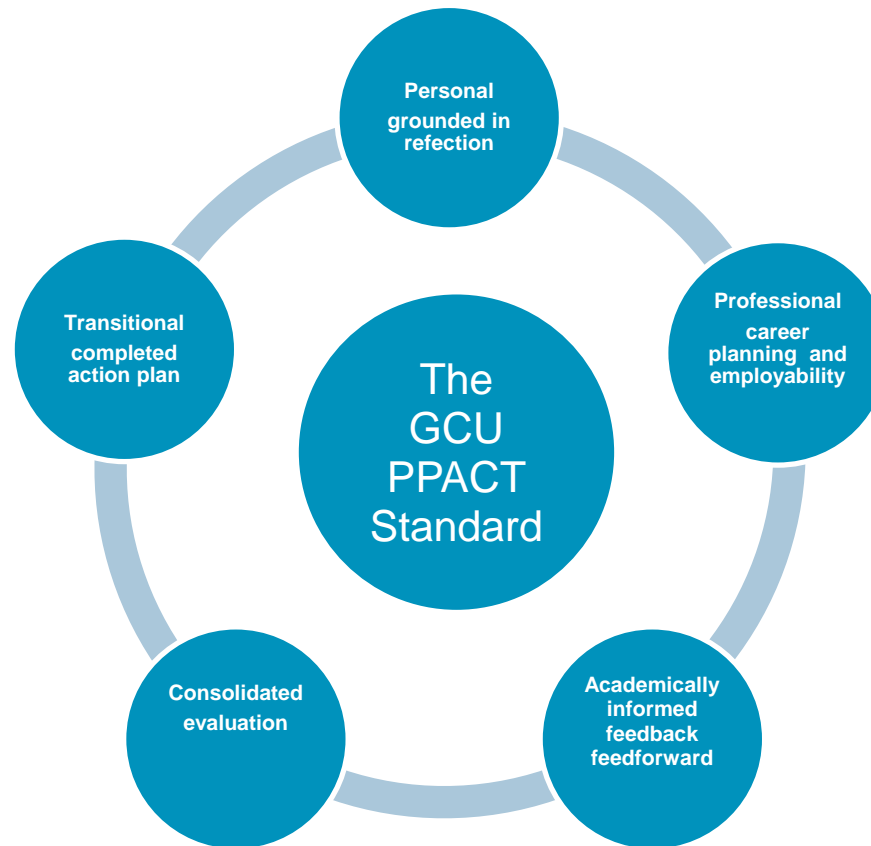 Personal
grounded in
refection
Professional
career
planning and
employability
Academically
informed
feedback
feedforward
Consolidated
evaluation
Transitional
completed
action plan
The
GCU
PPACT
Standard